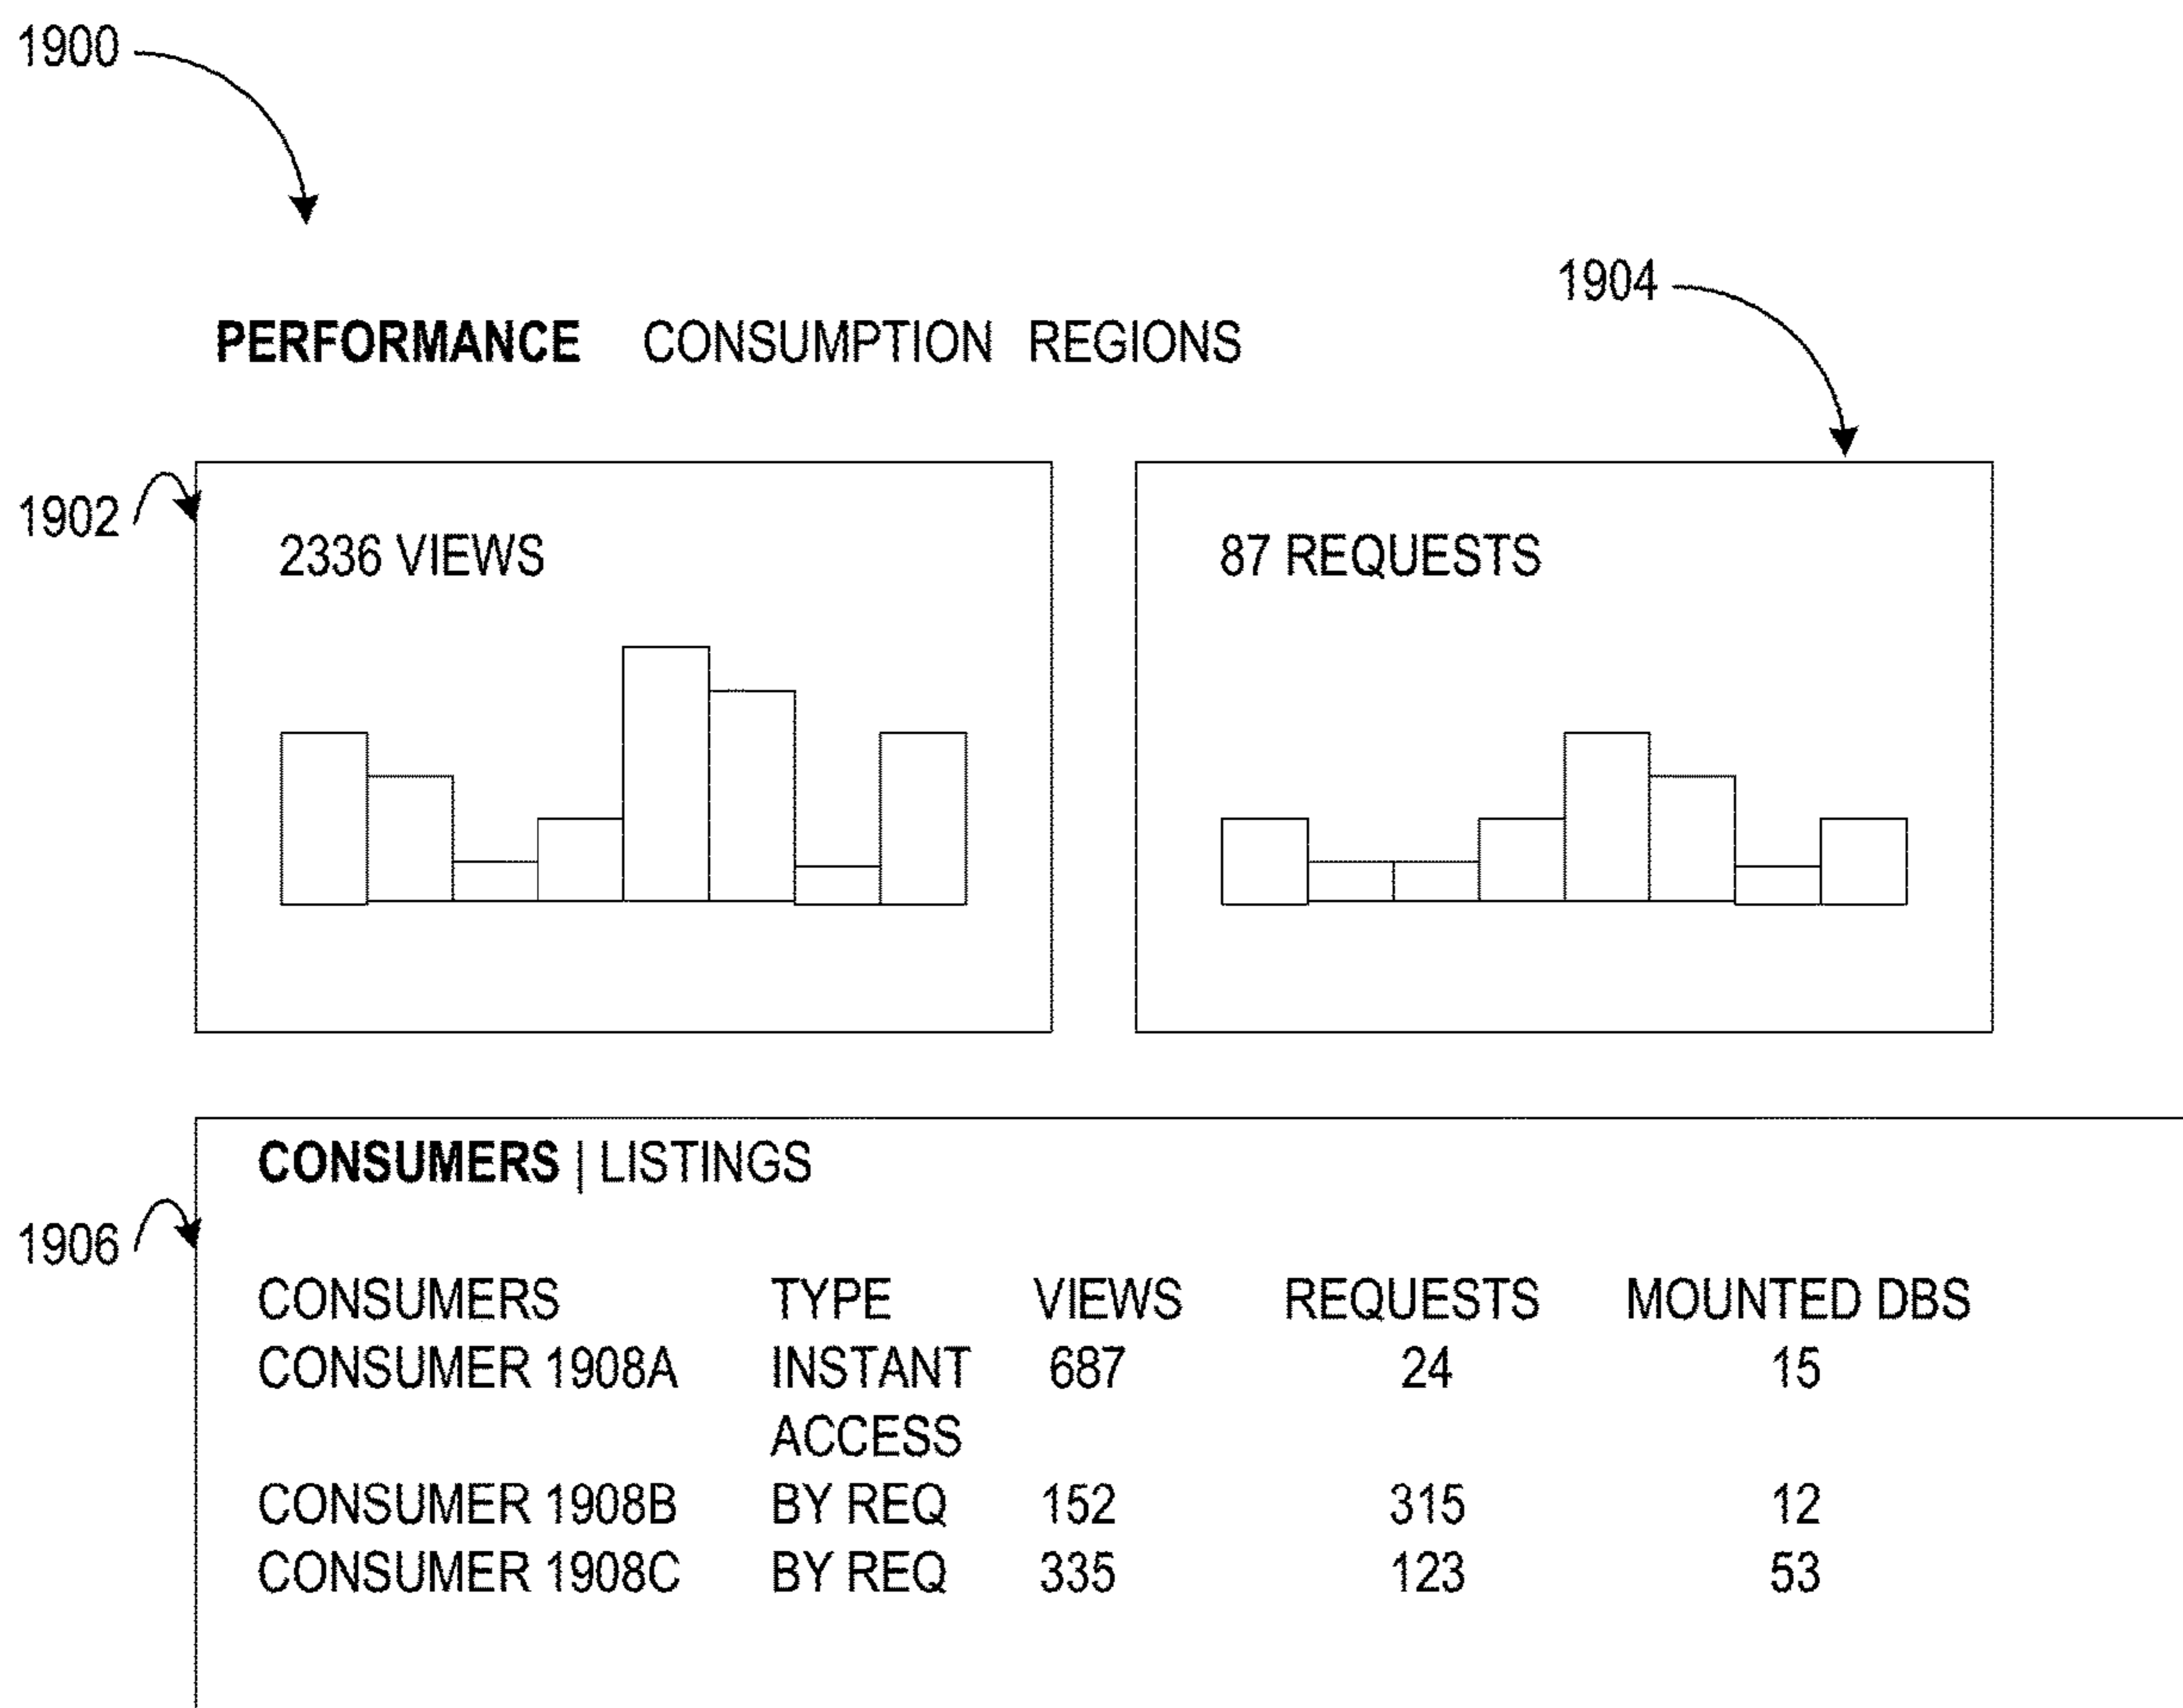 1900
1904
PERFORMANCE CONSUMPTION REGIONS
1902
2336 VIEWS
87 REQUESTS
CONSUMERS | LISTINGS
1906
CONSUMERS TYPE VIEWS REQUESTS MOUNTED DBS
CONSUMER 1908A INSTANT 687 24 15
ACCESS
CONSUMER 1908B BY REQ 152 315 12
CONSUMER 1908C BY REQ 335 123 53